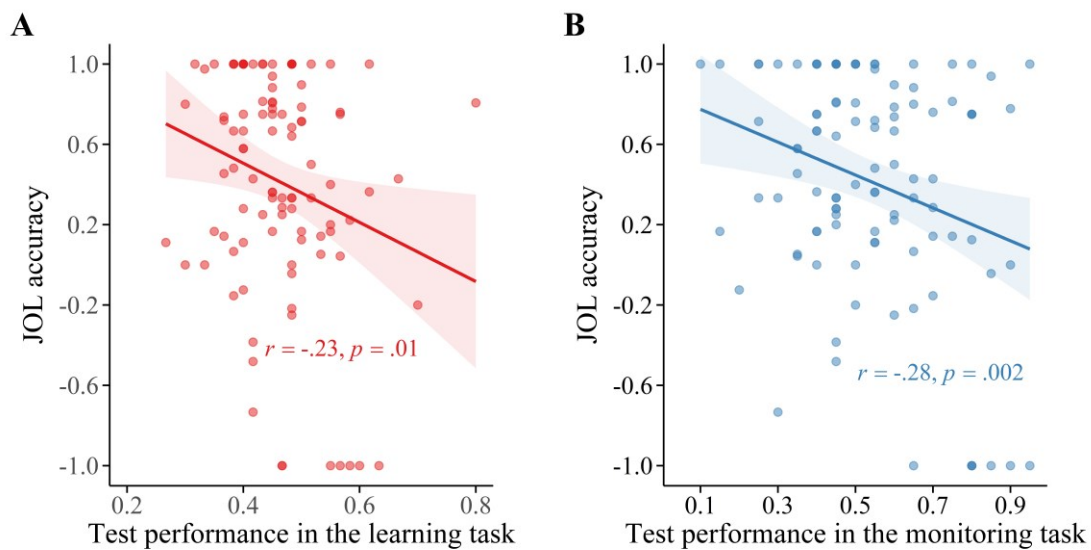 A
JOL accuracy
1.0
0.6
0.2
-0.2
-0.6
-1.0
r = -.23, p = .01
0.2 0.4 0.6 0.8
Test performance in the learning task
B
JOL accuracy
1.0
0.6
0.2
-0.2
-0.6
-1.0
r = -.28, p = .002
0.1 0.3 0.5 0.7 0.9
Test performance in the monitoring task